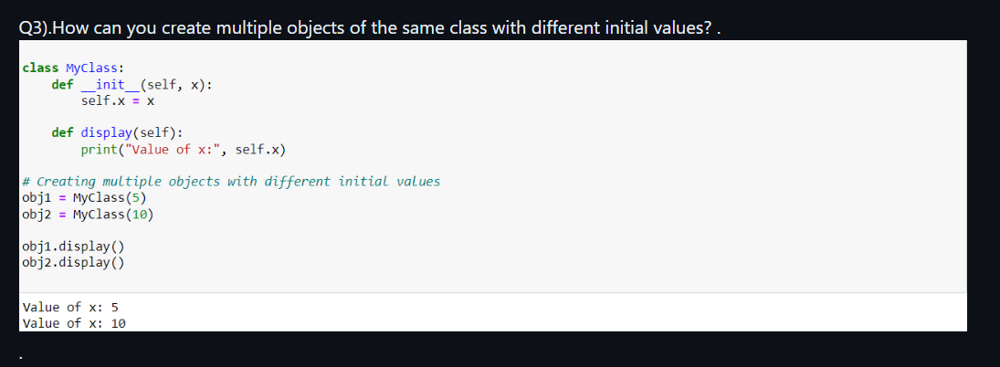 Q3).How can you create multiple objects of the same class with different initial values? .
class MyClass:
    def __init__(self, x):
        self.x = x
    def display(self):
        print("Value of x:", self.x)
# Creating multiple objects with different initial values
obj1 = MyClass(5)
obj2 = MyClass(10)
obj1.display()
obj2.display()
Value of x: 5
Value of x: 10
.